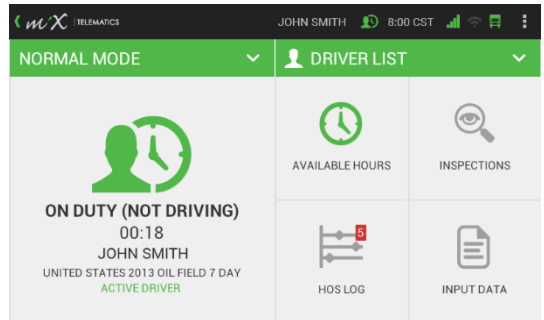 miX TELEMATICS
JOHN SMITH 8:00 CST
NORMAL MODE
DRIVER LIST
ON DUTY (NOT DRIVING)
00:18
JOHN SMITH
UNITED STATES 2013 OIL FIELD 7 DAY
ACTIVE DRIVER
AVAILABLE HOURS
INSPECTIONS
5
HOS LOG
INPUT DATA